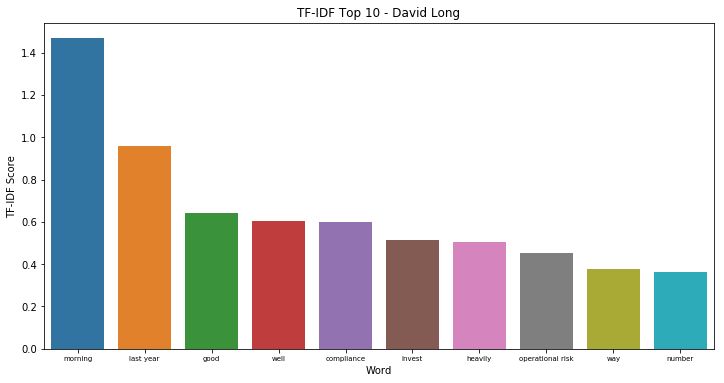 TF-IDF Top 10 - David Long
TF-IDF Score
1.4
1.2
1.0
0.8
0.6
0.4
0.2
0.0
morning last year good well compliance invest heavily operational risk way number
Word